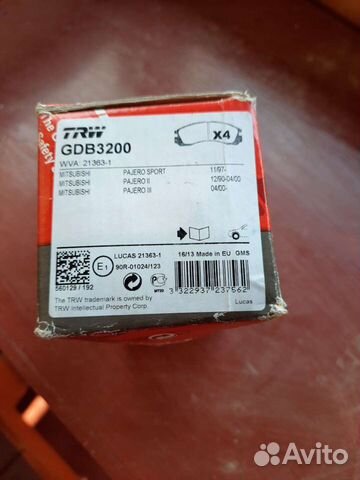 TRW
X4
GDB3200
WVA: 21363-1
MITSUBISHI PAJERO SPORT 11/97-
MITSUBISHI PAJERO II 12/90-04/00
MITSUBISHI PAJERO III 04/00-
LUCAS 21363-1 16/13 Made in EU GMS
E1 90R-01024/123
560129 / 192
3 322937 237562
The TRW trademark is owned by
TRW Intellectual Property Corp.
Lucas
Avito